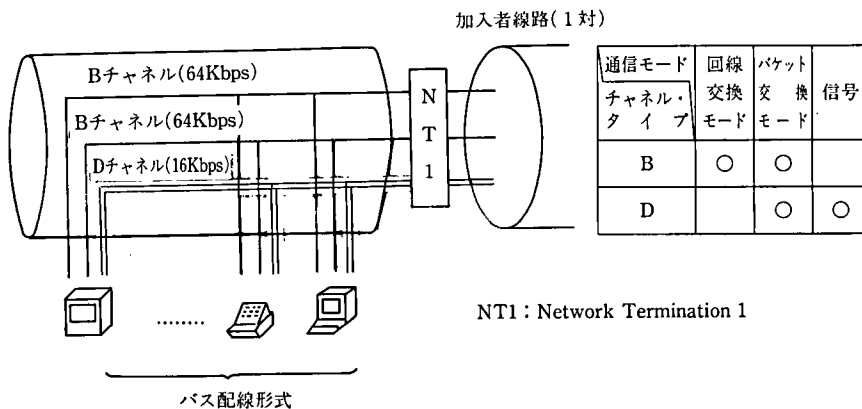 加入者線路(1対)
Bチャネル(64Kbps)
Bチャネル(64Kbps)
Dチャネル(16Kbps)
N
T
1
通信モード
チャネル・
タイプ
回線
交換
モード
パケット
交換
モード
信号
B ○ ○
D ○ ○
NT1：Network Termination 1
………
バス配線形式